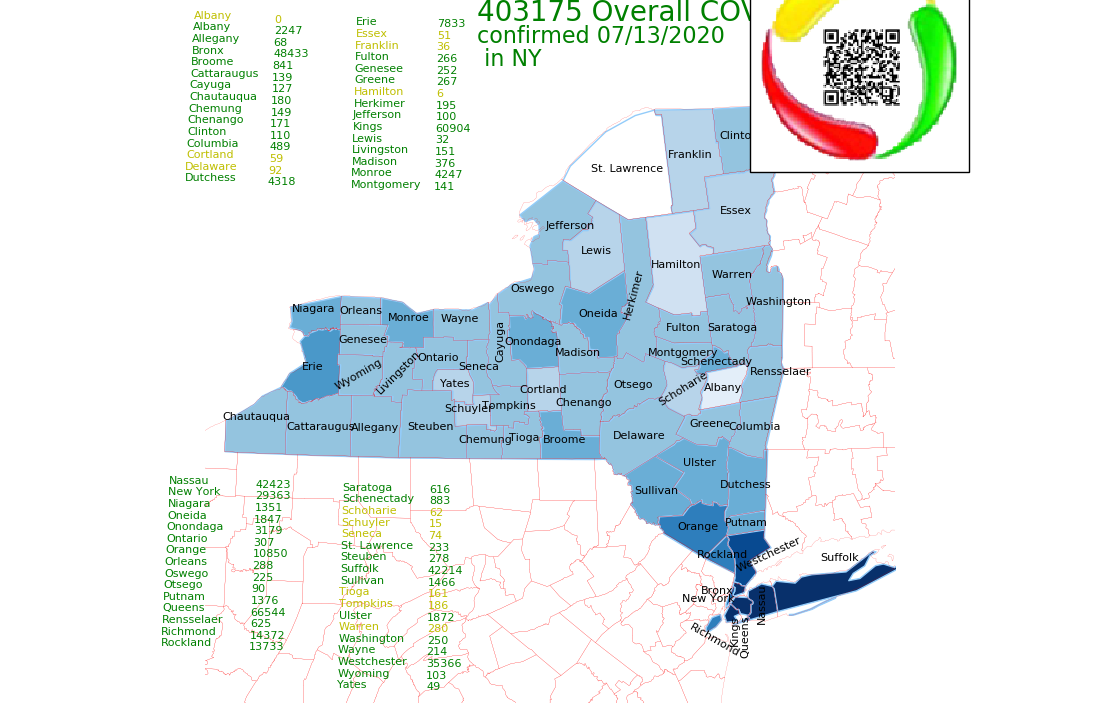 403175 Overall COV
confirmed 07/13/2020
in NY
Albany 0
Albany 2247
Allegany 68
Bronx 48433
Broome 841
Cattaraugus 139
Cayuga 127
Chautauqua 180
Chemung 149
Chenango 171
Clinton 110
Columbia 489
Cortland 59
Delaware 92
Dutchess 4318
Erie 7833
Essex 51
Franklin 36
Fulton 266
Genesee 252
Greene 267
Hamilton 6
Herkimer 195
Jefferson 100
Kings 60904
Lewis 32
Livingston 151
Madison 376
Monroe 4247
Montgomery 141
Clinto
Franklin
St. Lawrence
Essex
Jefferson
Lewis
Hamilton
Warren
Oswego
Herkimer
Washington
Niagara
Orleans
Monroe
Wayne
Oneida
Fulton
Saratoga
Genesee
Cayuga
Onondaga
Madison
Montgomery
Schenectady
Ontario
Seneca
Erie
Wyoming
Livingston
Rensselaer
Yates
Cortland
Otsego
Schoharie
Albany
Schuyler
Tompkins
Chenango
Chautauqua
Cattaraugus
Allegany
Steuben
Chemung
Tioga
Broome
Delaware
Greene
Columbia
Ulster
Sullivan
Dutchess
Orange
Putnam
Rockland
Westchester
Suffolk
Bronx
New York
Nassau
Richmond
Kings
Queens
Nassau 42423
New York 29363
Niagara 1351
Oneida 1847
Onondaga 3179
Ontario 307
Orange 10850
Orleans 288
Oswego 225
Otsego 90
Putnam 1376
Queens 66544
Rensselaer 625
Richmond 14372
Rockland 13733
Saratoga 616
Schenectady 883
Schoharie 62
Schuyler 15
Seneca 74
St. Lawrence 233
Steuben 278
Suffolk 42214
Sullivan 1466
Tioga 161
Tompkins 186
Ulster 1872
Warren 280
Washington 250
Wayne 214
Westchester 35366
Wyoming 103
Yates 49